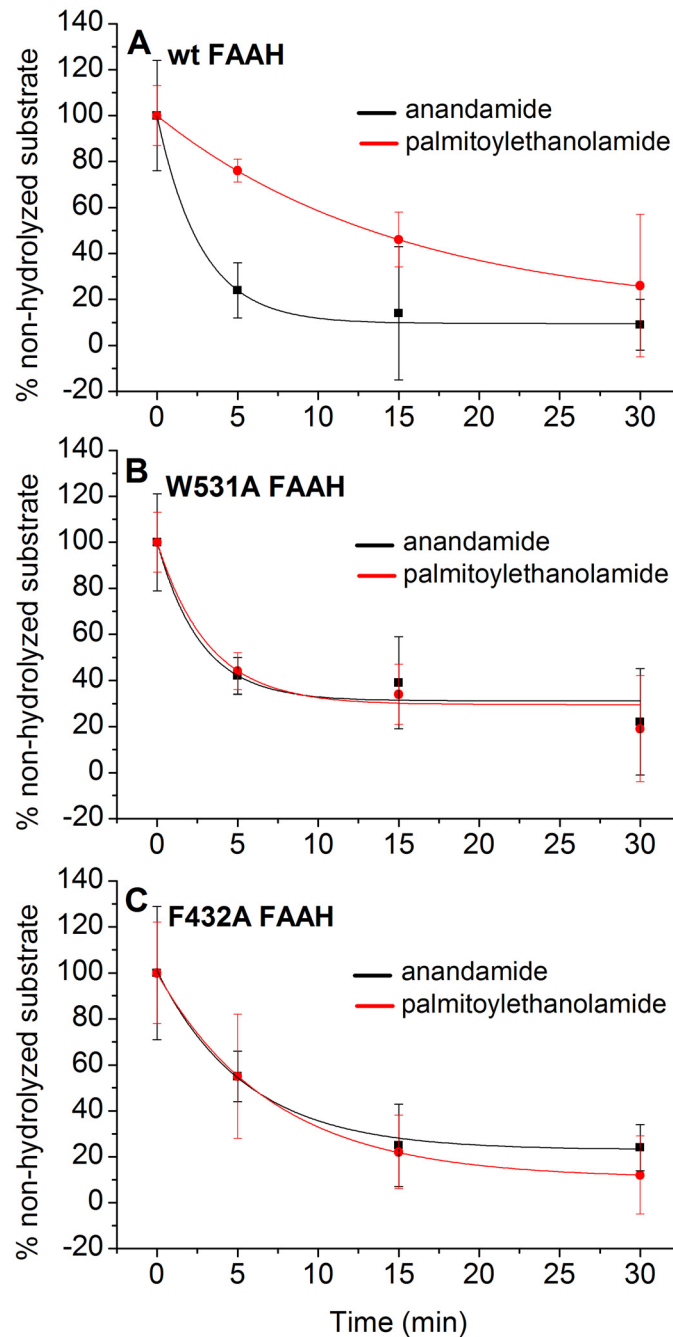 A wt FAAH
anandamide
palmitoylethanolamide
% non-hydrolyzed substrate
140
120
100
80
60
40
20
0
-20
0 5 10 15 20 25 30
B W531A FAAH
anandamide
palmitoylethanolamide
% non-hydrolyzed substrate
140
120
100
80
60
40
20
0
-20
0 5 10 15 20 25 30
C F432A FAAH
anandamide
palmitoylethanolamide
% non-hydrolyzed substrate
140
120
100
80
60
40
20
0
-20
0 5 10 15 20 25 30
Time (min)